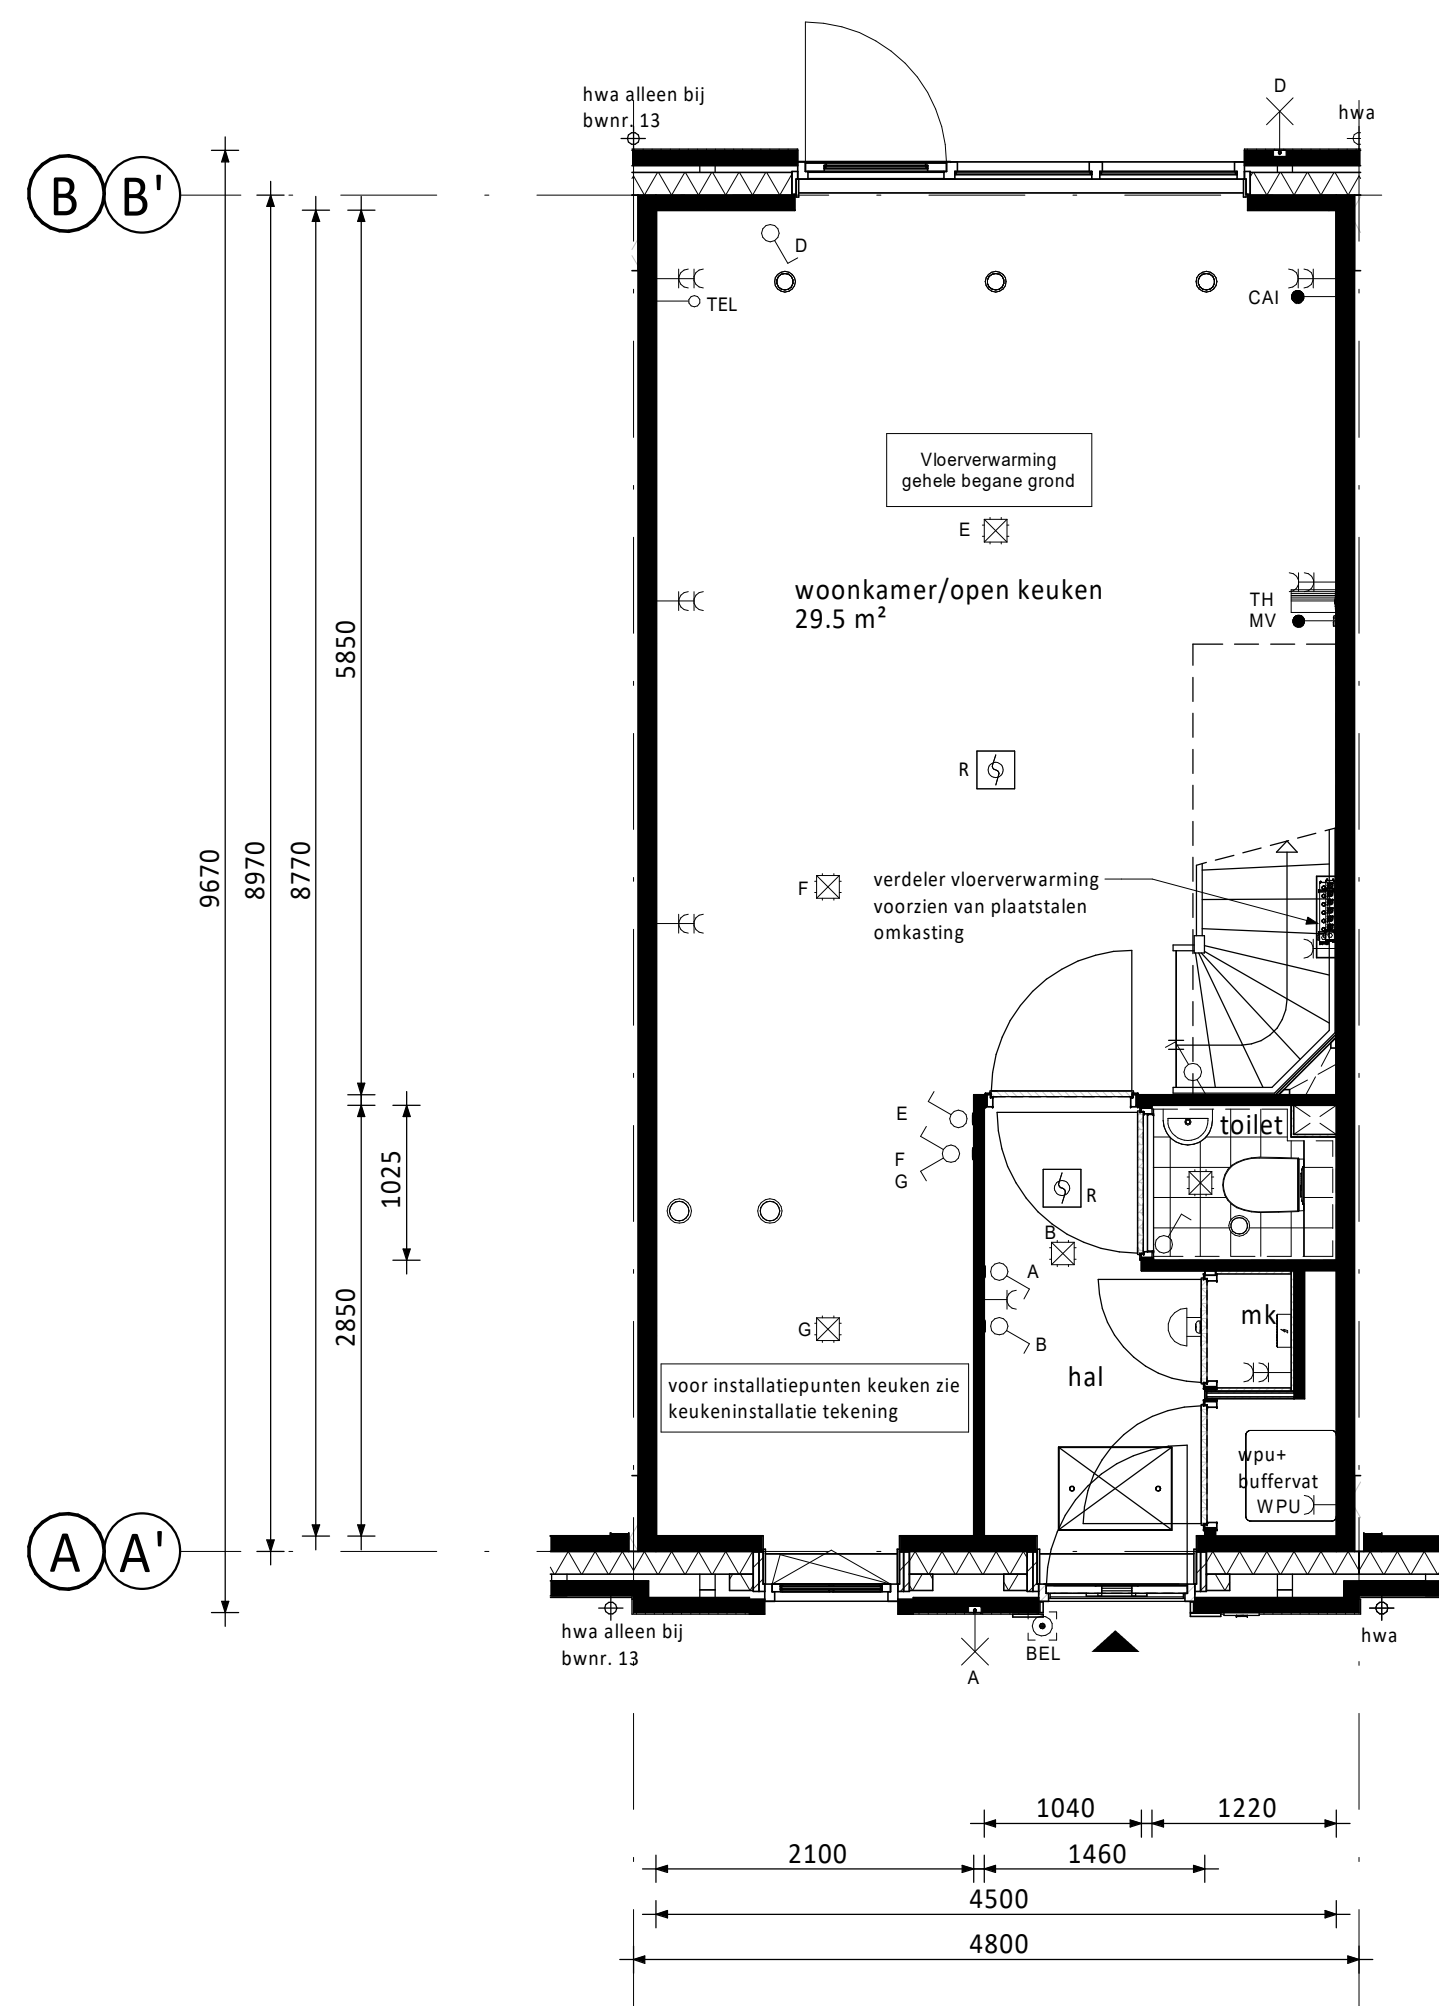 hwa alleen bij
bwnr. 13
D
hwa
B B'
D
TEL
CAI
Vloerverwarming
gehele begane grond
E
woonkamer/open keuken
29.5 m²
TH
MV
5850
R
9670
8970
8770
F
verdeler vloerverwarming
voorzien van plaatstalen
omkasting
E
F
G
toilet
1025
R
B
A
2850
G
B
mk
hal
voor installatiepunten keuken zie
keukeninstallatie tekening
wpu+
buffervat
WPU
A A'
hwa alleen bij
bwnr. 13
BEL
A
hwa
1040
1220
2100
1460
4500
4800